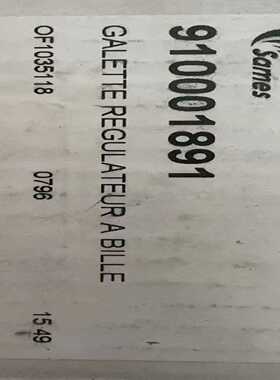 Sames
910001891
GALETTE REGULATEUR A BILLE
OF1035118 0796 15 49